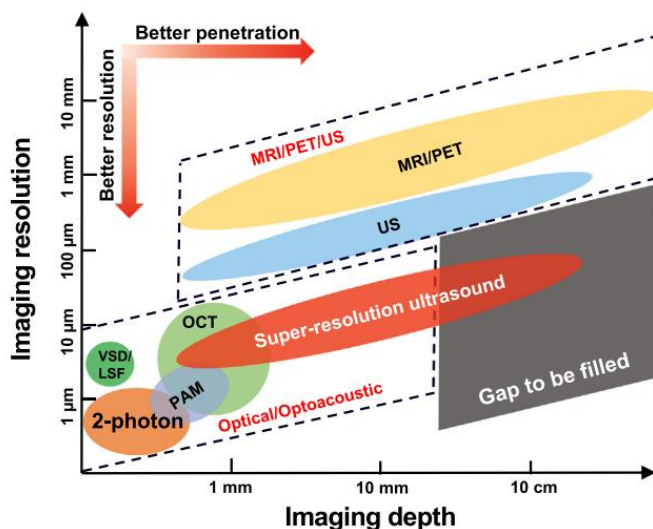 Better penetration
Better resolution
Imaging resolution
10 mm
1 mm
100 µm
10 µm
1 µm
MRI/PET/US
MRI/PET
US
Super-resolution ultrasound
OCT
VSD/
LSF
PAM
2-photon
Optical/Optoacoustic
Gap to be filled
1 mm
10 mm
10 cm
Imaging depth